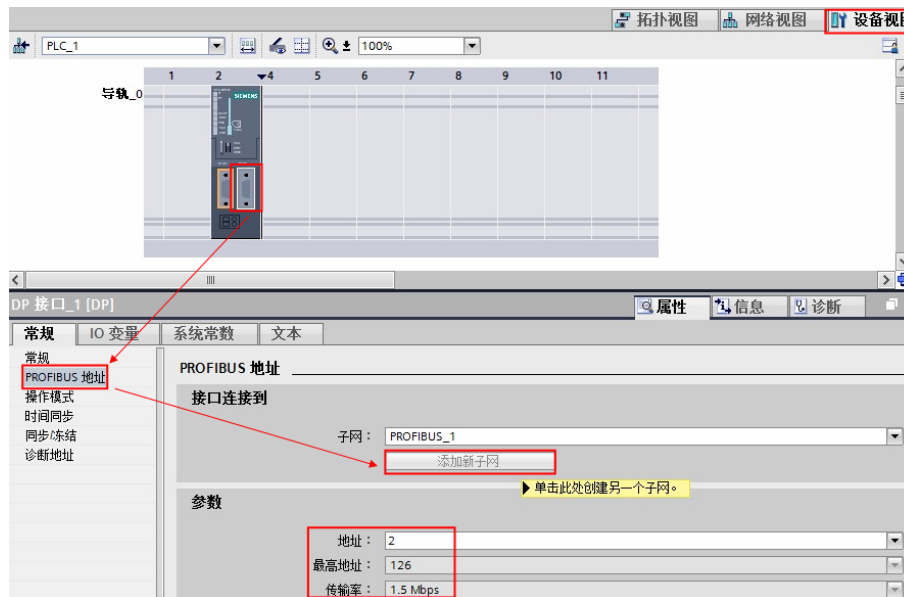 拓扑视图 网络视图 设备视图
PLC_1 100%
1 2 4 5 6 7 8 9 10 11
导轨_0
SIEMENS
DP 接口_1 [DP] 属性 信息 诊断
常规 IO 变量 系统常数 文本
常规
PROFIBUS 地址
操作模式
时间同步
同步/冻结
诊断地址
PROFIBUS 地址
接口连接到
子网： PROFIBUS_1
添加新子网
单击此处创建另一个子网。
参数
地址： 2
最高地址： 126
传输率： 1.5 Mbps